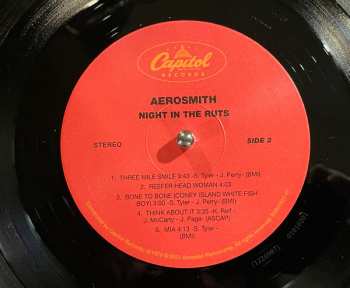 Capitol
RECORDS
AEROSMITH
NIGHT IN THE RUTS
STEREO
SIDE 2
1. THREE MILE SMILE 3:43 -S. Tyler - J. Perry- (BMI)
2. REEFER HEAD WOMAN 4:03
3. BONE TO BONE (CONEY ISLAND WHITE FISH
BOY) 3:00 -S. Tyler - J. Perry- (BMI)
4. THINK ABOUT IT 3:35 -K. Relf -
J. McCarty - J. Page- (ASCAP)
5. MIA 4:13 -S. Tyler -
(BMI)